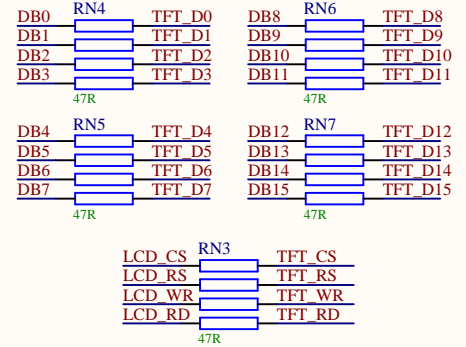 RN4
DB0 TFT_D0
DB1 TFT_D1
DB2 TFT_D2
DB3 TFT_D3
47R
RN6
DB8 TFT_D8
DB9 TFT_D9
DB10 TFT_D10
DB11 TFT_D11
47R
RN5
DB4 TFT_D4
DB5 TFT_D5
DB6 TFT_D6
DB7 TFT_D7
47R
RN7
DB12 TFT_D12
DB13 TFT_D13
DB14 TFT_D14
DB15 TFT_D15
47R
RN3
LCD_CS TFT_CS
LCD_RS TFT_RS
LCD_WR TFT_WR
LCD_RD TFT_RD
47R